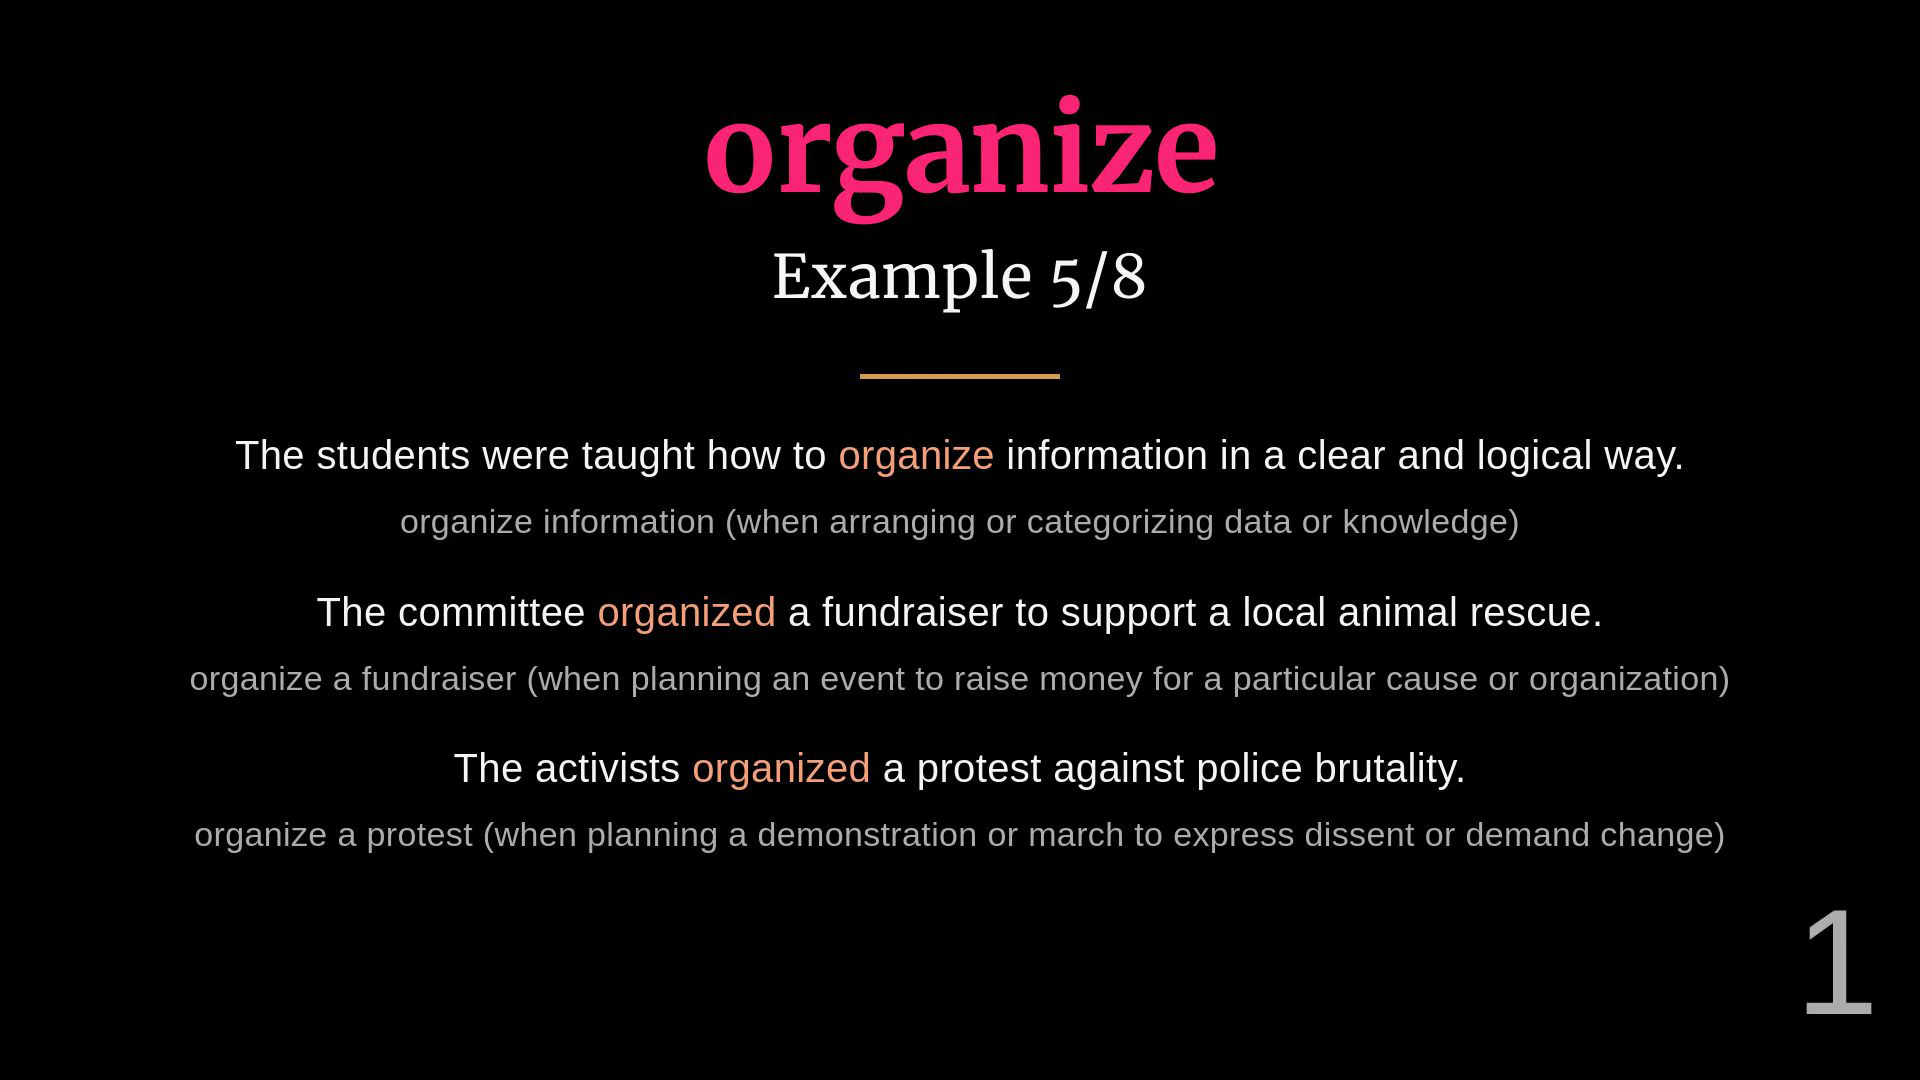 organize
Example 5/8
The students were taught how to organize information in a clear and logical way.
organize information (when arranging or categorizing data or knowledge)
The committee organized a fundraiser to support a local animal rescue.
organize a fundraiser (when planning an event to raise money for a particular cause or organization)
The activists organized a protest against police brutality.
organize a protest (when planning a demonstration or march to express dissent or demand change)
1